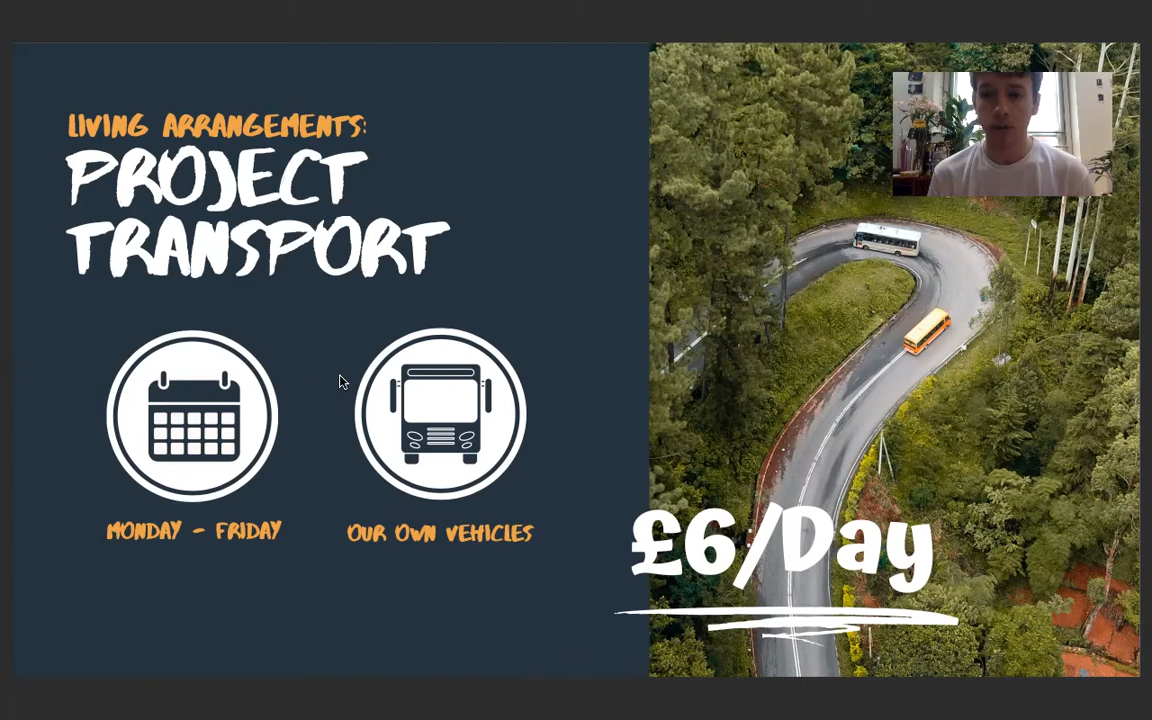 LIVING ARRANGEMENTS:
PROJECT
TRANSPORT
MONDAY - FRIDAY
OUR OWN VEHICLES
£6/Day